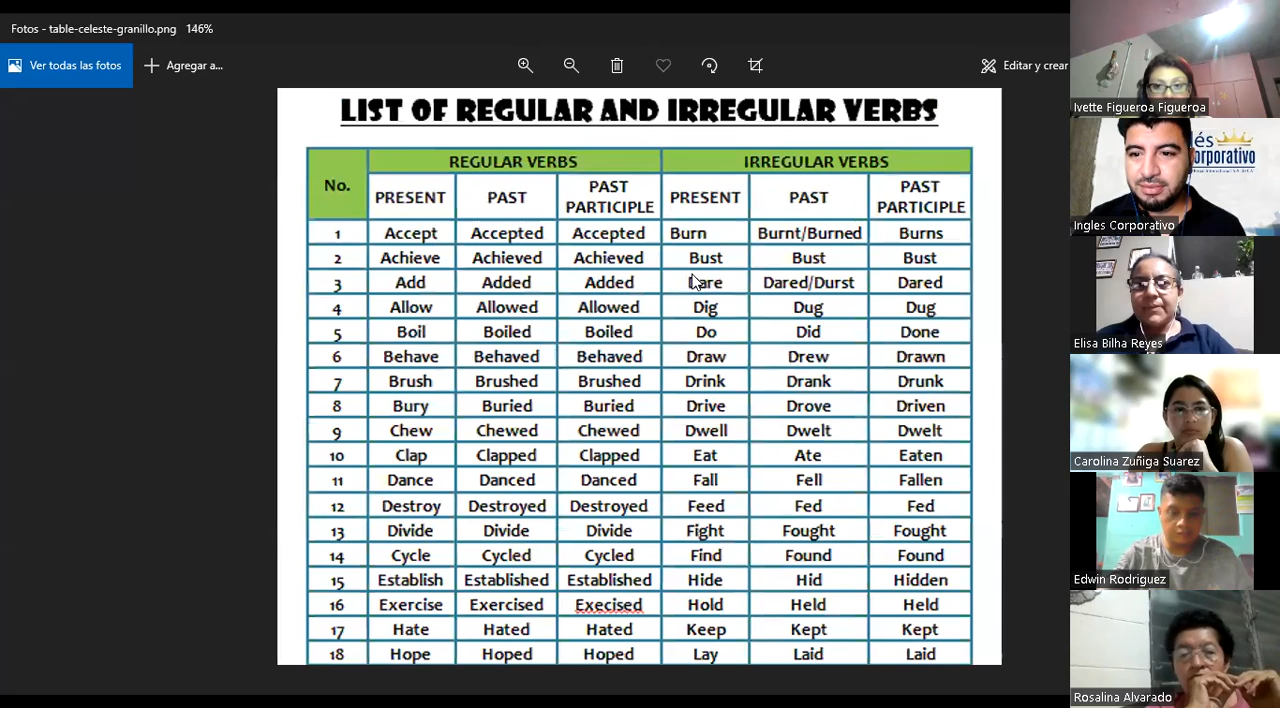 Fotos - table-celeste-granillo.png 146%
Ver todas las fotos Agregar a... Editar y crear
LIST OF REGULAR AND IRREGULAR VERBS
No. REGULAR VERBS IRREGULAR VERBS
PRESENT PAST PAST PARTICIPLE PRESENT PAST PAST PARTICIPLE
1 Accept Accepted Accepted Burn Burnt/Burned Burns
2 Achieve Achieved Achieved Bust Bust Bust
3 Add Added Added Dare Dared/Durst Dared
4 Allow Allowed Allowed Dig Dug Dug
5 Boil Boiled Boiled Do Did Done
6 Behave Behaved Behaved Draw Drew Drawn
7 Brush Brushed Brushed Drink Drank Drunk
8 Bury Buried Buried Drive Drove Driven
9 Chew Chewed Chewed Dwell Dwelt Dwelt
10 Clap Clapped Clapped Eat Ate Eaten
11 Dance Danced Danced Fall Fell Fallen
12 Destroy Destroyed Destroyed Feed Fed Fed
13 Divide Divide Divide Fight Fought Fought
14 Cycle Cycled Cycled Find Found Found
15 Establish Established Established Hide Hid Hidden
16 Exercise Exercised Execised Hold Held Held
17 Hate Hated Hated Keep Kept Kept
18 Hope Hoped Hoped Lay Laid Laid
Ivette Figueroa Figueroa
lés
orporativo
Ingles Corporativo
Elisa Bilha Reyes
Carolina Zuñiga Suarez
Edwin Rodriguez
Rosalina Alvarado